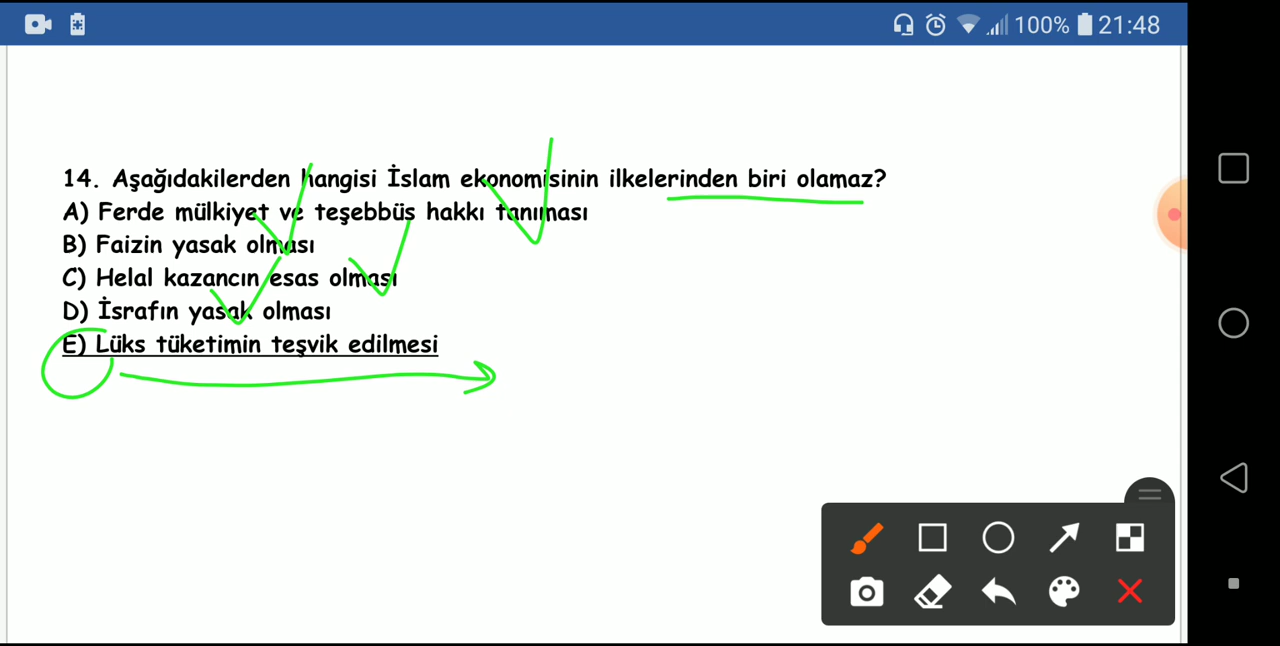 100% 21:48
14. Aşağıdakilerden hangisi İslam ekonomisinin ilkelerinden biri olamaz?
A) Ferde mülkiyet ve teşebbüs hakkı tanıması
B) Faizin yasak olması
C) Helal kazancın esas olması
D) İsrafın yasak olması
E) Lüks tüketimin teşvik edilmesi